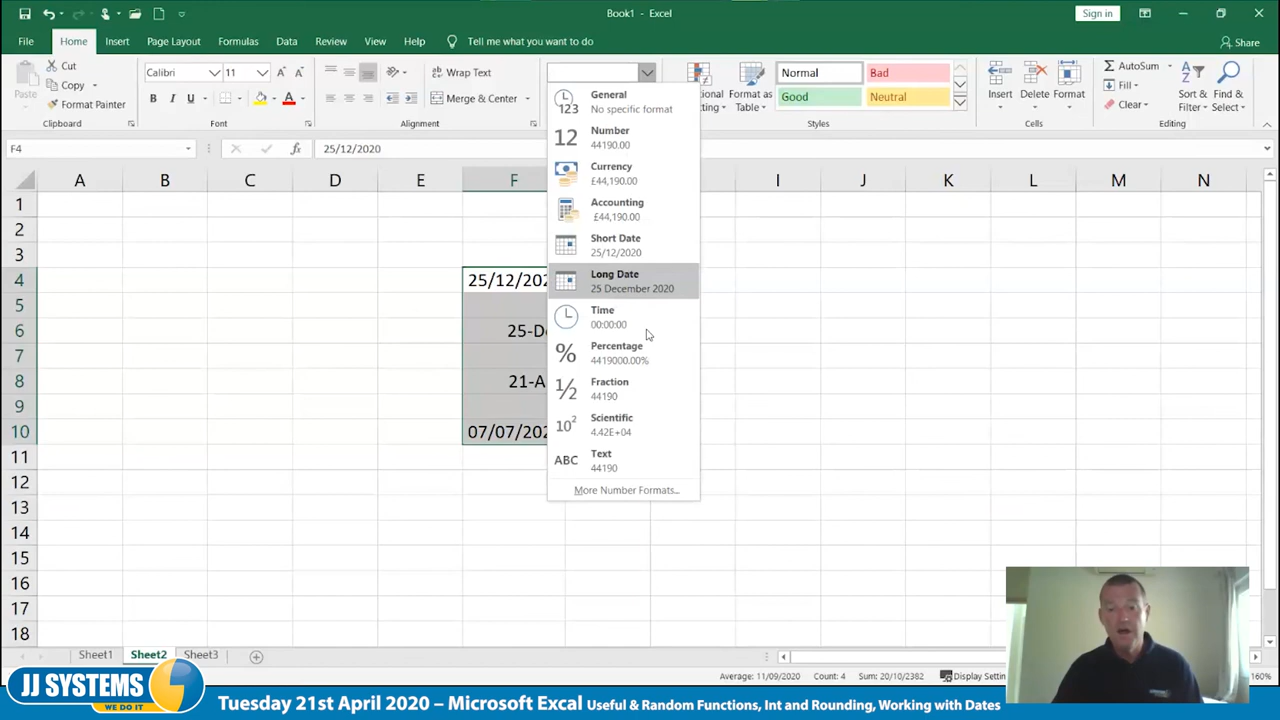 Book1 - Excel
Sign in
File Home Insert Page Layout Formulas Data Review View Help Tell me what you want to do Share
Cut
Copy
Format Painter
Paste
Clipboard
Calibri 11
B I U
Font
Wrap Text
Merge & Center
Alignment
Format as
Table
Normal Bad
Good Neutral
Styles
Insert Delete Format
Cells
AutoSum
Fill
Clear
Sort &
Filter
Find &
Select
Editing
F4 fx 25/12/2020
A B C D E F I J K L M N
1
2
3
4 25/12/202
5
6 25-De
7
8 21-A
9
10 07/07/202
11
12
13
14
15
16
17
18
General
No specific format
Number
44190.00
Currency
£44,190.00
Accounting
£44,190.00
Short Date
25/12/2020
Long Date
25 December 2020
Time
00:00:00
Percentage
4419000.00%
Fraction
44190
Scientific
4.42E+04
Text
44190
More Number Formats...
Sheet1 Sheet2 Sheet3
Average: 11/09/2020 Count: 4 Sum: 20/10/2382 Display Setti 160%
JJ SYSTEMS
WE DO IT
Tuesday 21st April 2020 – Microsoft Excal Useful & Random Functions, Int and Rounding, Working with Dates